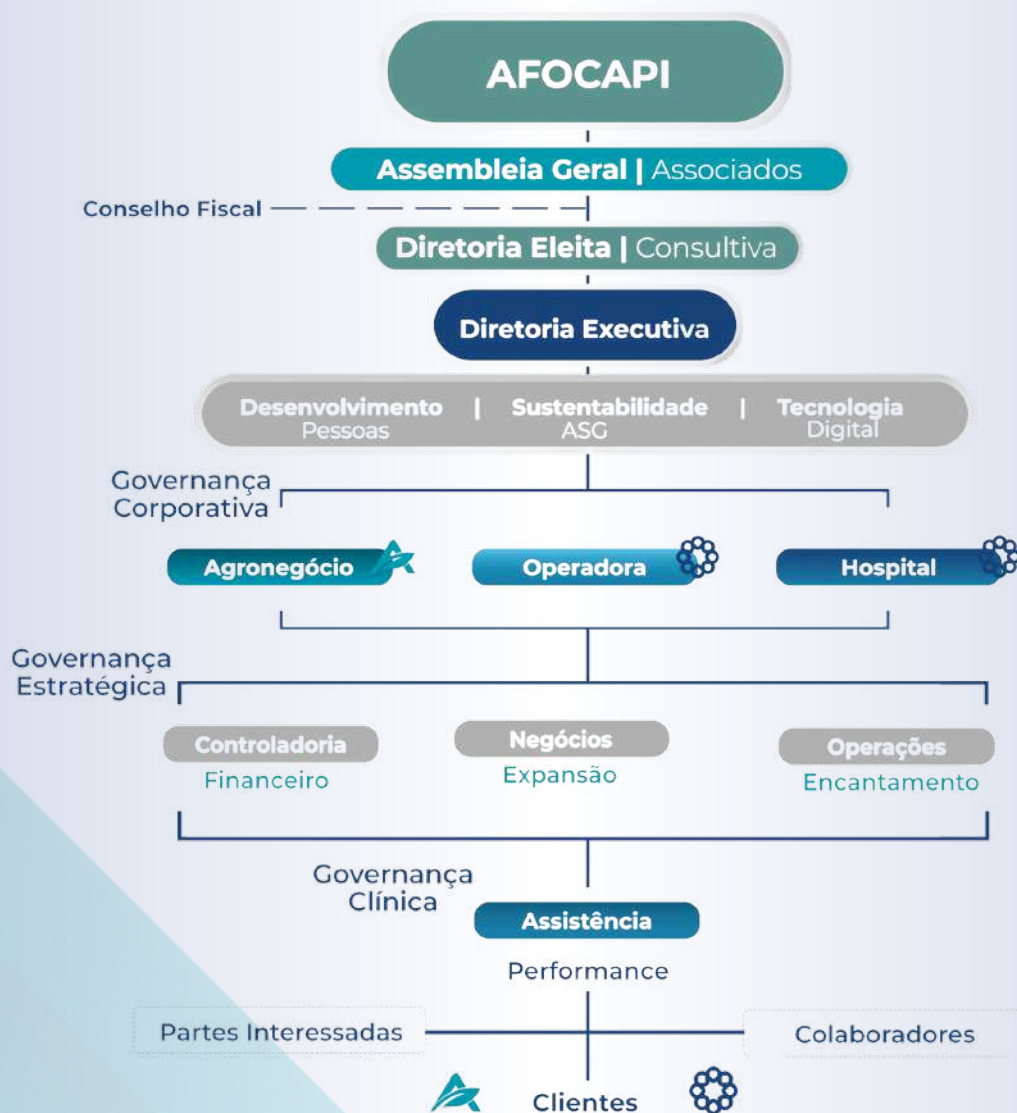 AFOCAPI
Assembleia Geral | Associados
Conselho Fiscal
Diretoria Eleita | Consultiva
Diretoria Executiva
Desenvolvimento | Sustentabilidade | Tecnologia
Pessoas ASG Digital
Governança
Corporativa
Agronegócio Operadora Hospital
Governança
Estratégica
Controladoria Negócios Operações
Financeiro Expansão Encantamento
Governança
Clínica
Assistência
Performance
Partes Interessadas Colaboradores
Clientes